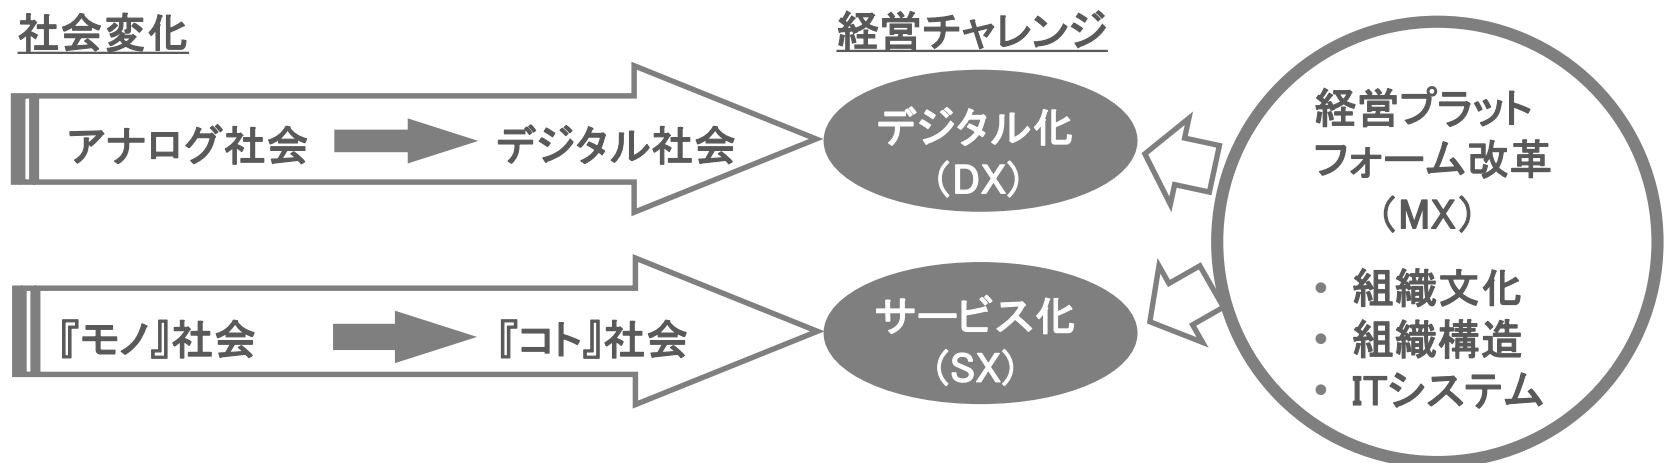 社会変化
経営チャレンジ
アナログ社会
デジタル社会
デジタル化
（DX）
『モノ』社会
『コト』社会
サービス化
（SX）
経営プラット
フォーム改革
（MX）
• 組織文化
• 組織構造
• ITシステム